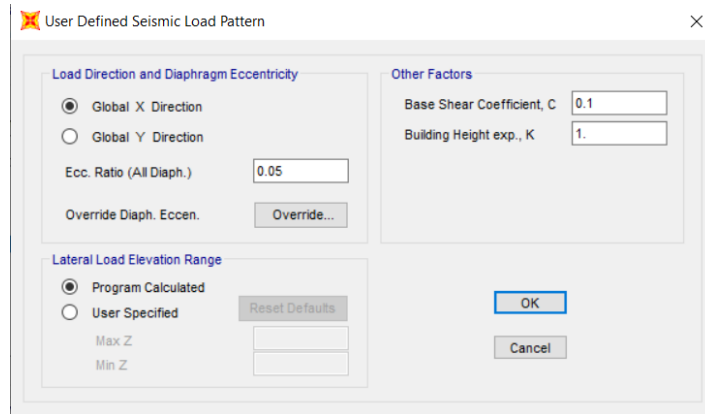 User Defined Seismic Load Pattern
Load Direction and Diaphragm Eccentricity
Global X Direction
Global Y Direction
Ecc. Ratio (All Diaph.) 0.05
Override Diaph. Eccen. Override...
Other Factors
Base Shear Coefficient, C 0.1
Building Height exp., K 1.
Lateral Load Elevation Range
Program Calculated
User Specified Reset Defaults
Max Z
Min Z
OK
Cancel